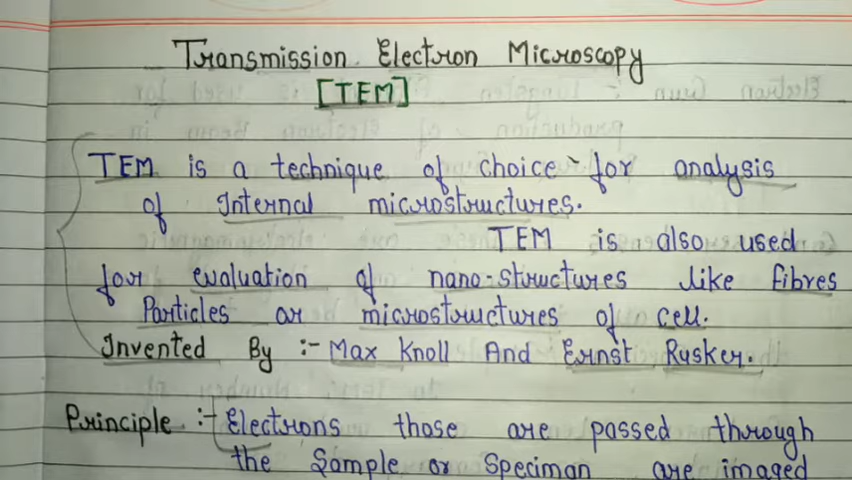 Transmission Electron Microscopy
[TEM]
TEM is a technique of choice for analysis
of Internal microstructures.
TEM is also used
for evaluation of nano-structures like fibres
Particles or microstructures of cell.
Invented By :- Max Knoll And Ernst Rusker.
Principle :- Electrons those are passed through
the Sample or Speciman are imaged